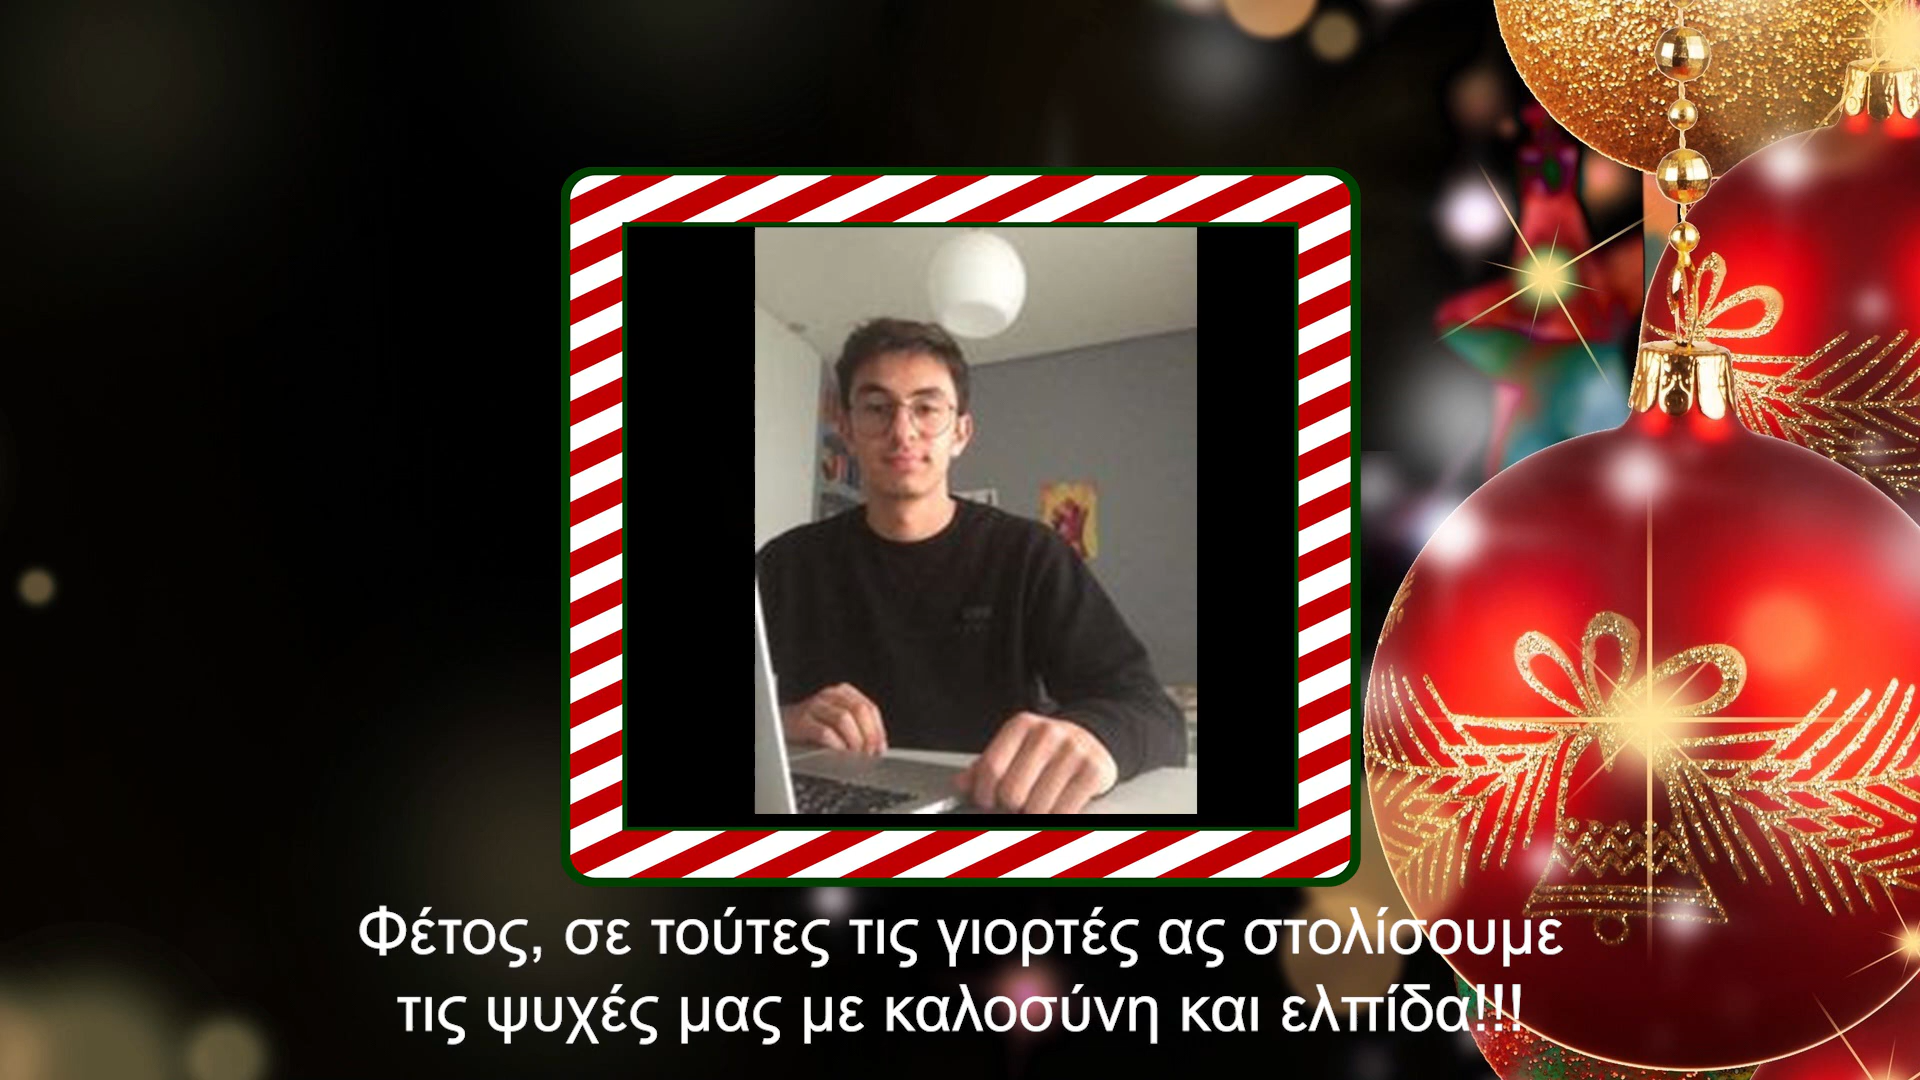 Φέτος, σε τούτες τις γιορτές ας στολίσουμε
τις ψυχές μας με καλοσύνη και ελπίδα!!!